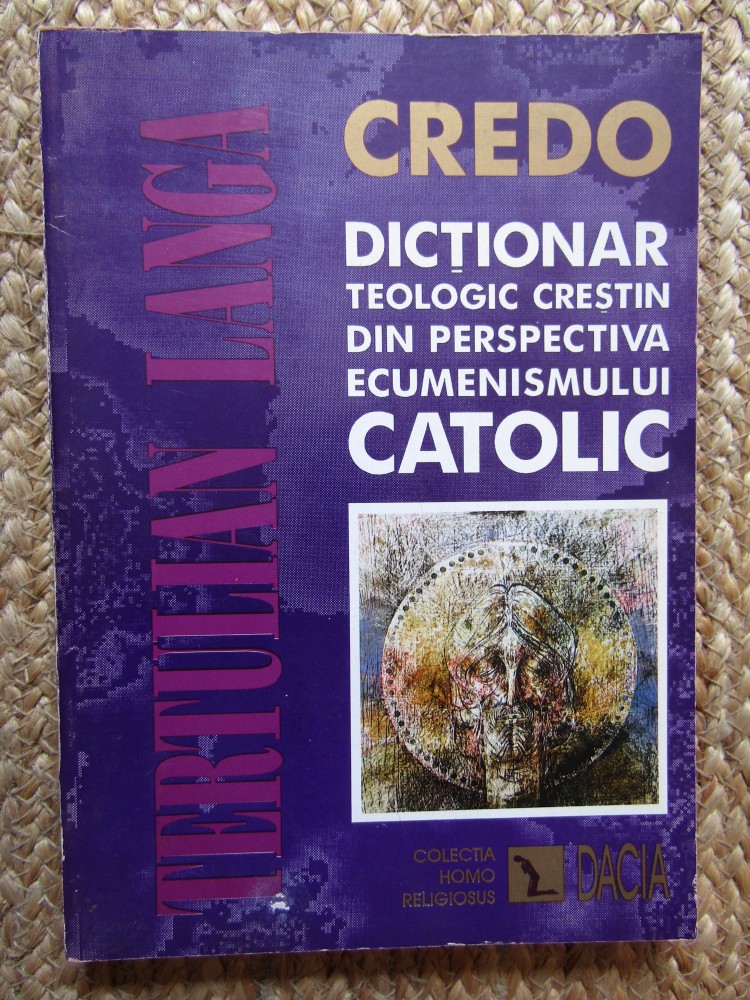 TERTULIAN LANGA
CREDO
DICȚIONAR
TEOLOGIC CREȘTIN
DIN PERSPECTIVA
ECUMENISMULUI
CATOLIC
COLECTIA
HOMO
RELIGIOSUS
DACIA